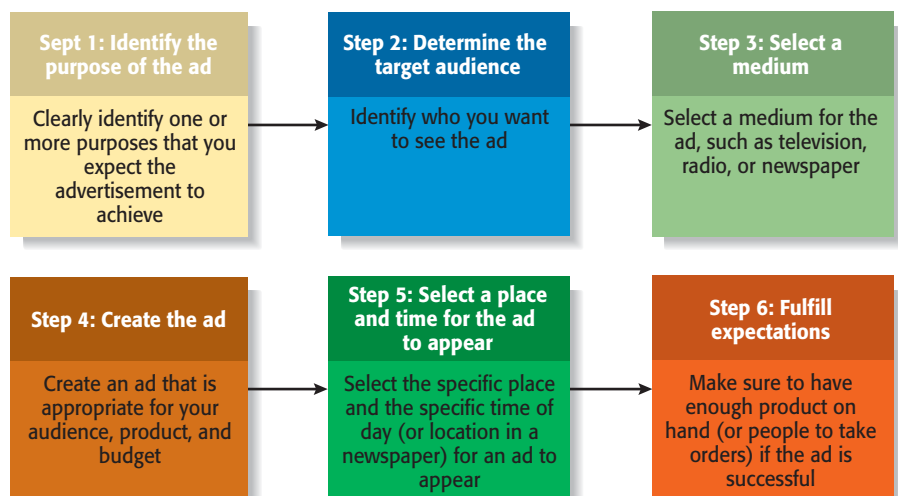 Sept 1: Identify the
purpose of the ad
Clearly identify one or
more purposes that you
expect the
advertisement to
achieve
Step 2: Determine the
target audience
Identify who you want
to see the ad
Step 3: Select a
medium
Select a medium for the
ad, such as television,
radio, or newspaper
Step 4: Create the ad
Create an ad that is
appropriate for your
audience, product, and
budget
Step 5: Select a place
and time for the ad
to appear
Select the specific place
and the specific time of
day (or location in a
newspaper) for an ad to
appear
Step 6: Fulfill
expectations
Make sure to have
enough product on
hand (or people to take
orders) if the ad is
successful